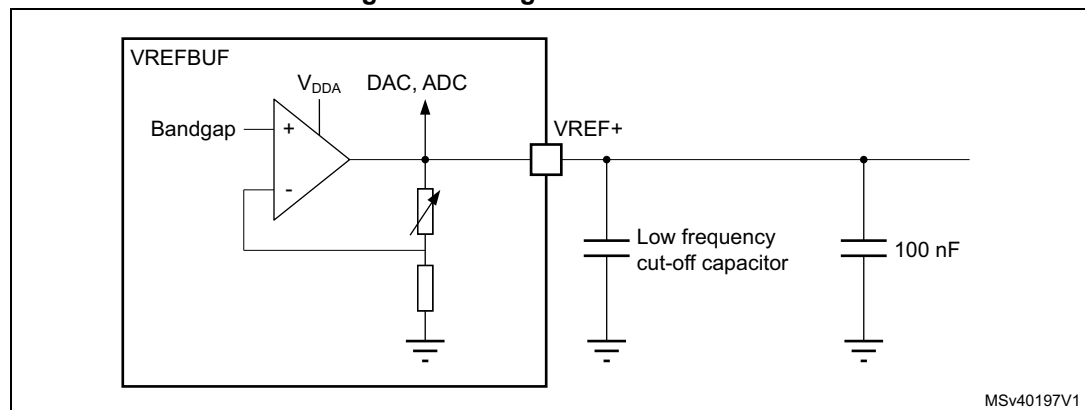 VREFBUF
VDDA
DAC, ADC
Bandgap
+
-
VREF+
Low frequency
cut-off capacitor
100 nF
MSv40197V1